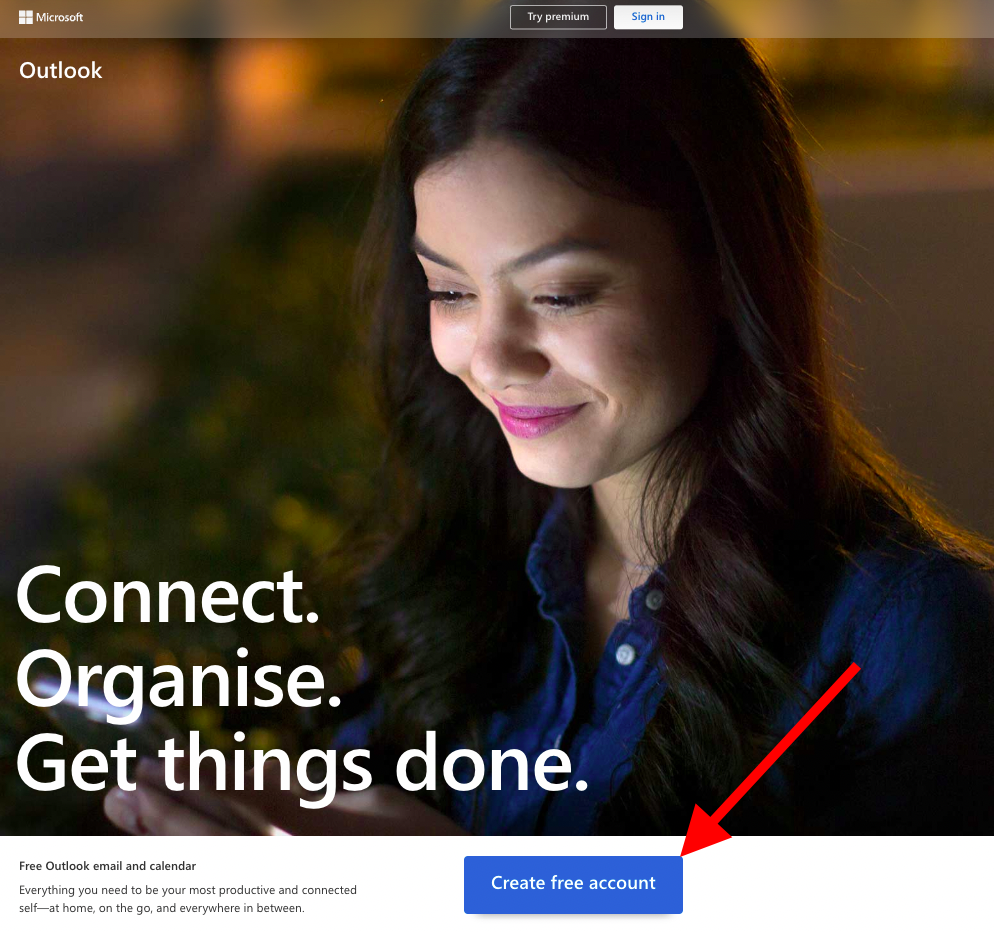 Microsoft
Try premium
Sign in
Outlook
Connect.
Organise.
Get things done.
Free Outlook email and calendar
Everything you need to be your most productive and connected
self—at home, on the go, and everywhere in between.
Create free account